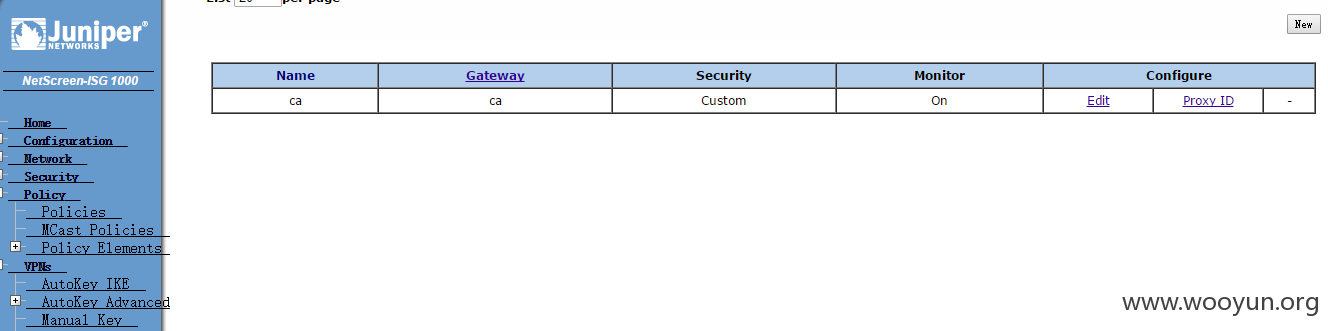 List 20 per page
Juniper®
NETWORKS
New
NetScreen-ISG 1000
Name Gateway Security Monitor Configure
ca ca Custom On Edit Proxy ID -
Home
Configuration
Network
Security
Policy
Policies
MCast Policies
Policy Elements
VPNs
AutoKey IKE
AutoKey Advanced
Manual Key
www.wooyun.org